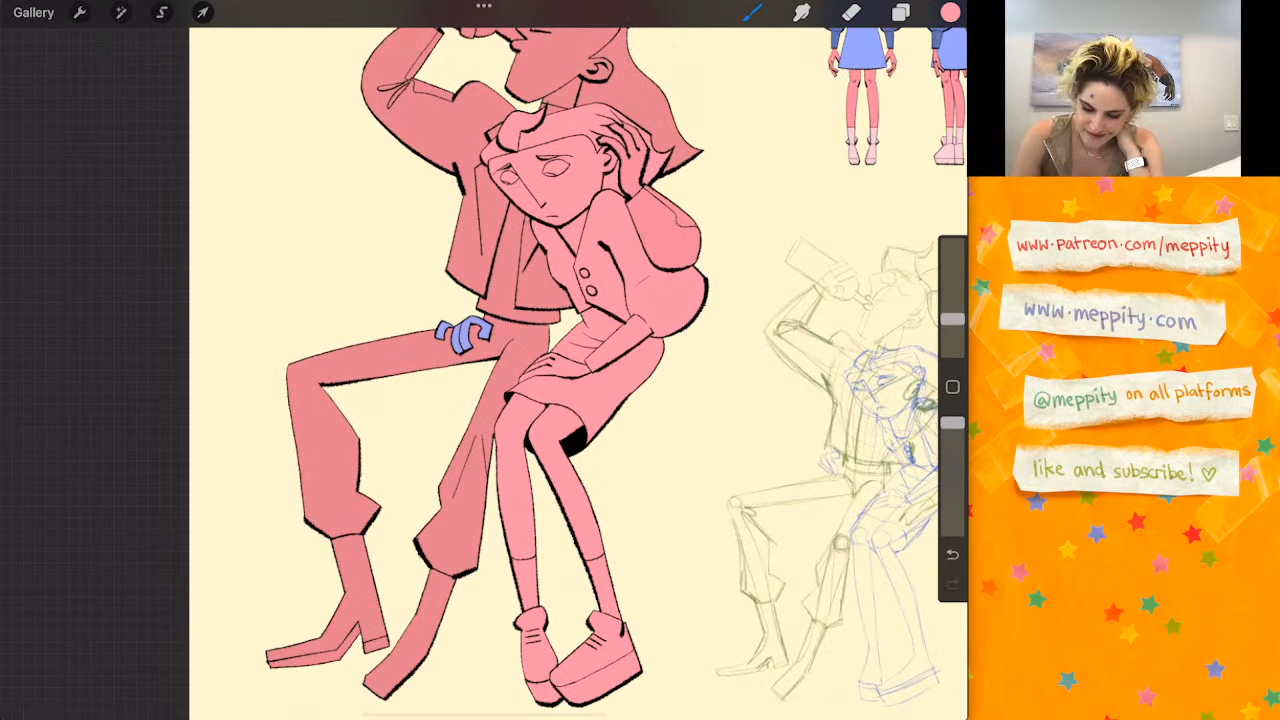 Gallery
www.patreon.com/meppity
www.meppity.com
@meppity on all platforms
like and subscribe! ♡